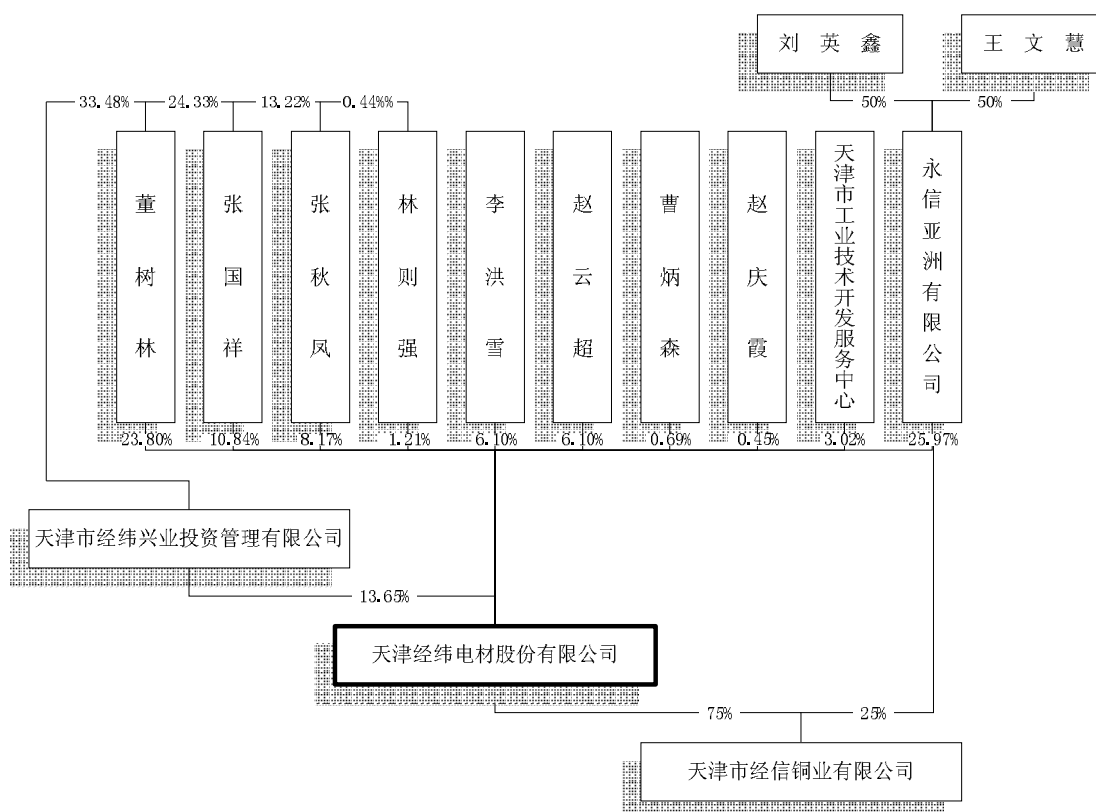 刘英鑫
王文慧
33.48%
24.33%
13.22%
0.44%%
50%
50%
董树林
张国祥
张秋凤
林则强
李洪雪
赵云超
曹炳森
赵庆霞
天津市工业技术开发服务中心
永信亚洲有限公司
23.80%
10.84%
8.17%
1.21%
6.10%
6.10%
0.69%
0.45%
3.02%
25.97%
天津市经纬兴业投资管理有限公司
13.65%
天津经纬电材股份有限公司
75%
25%
天津市经信铜业有限公司